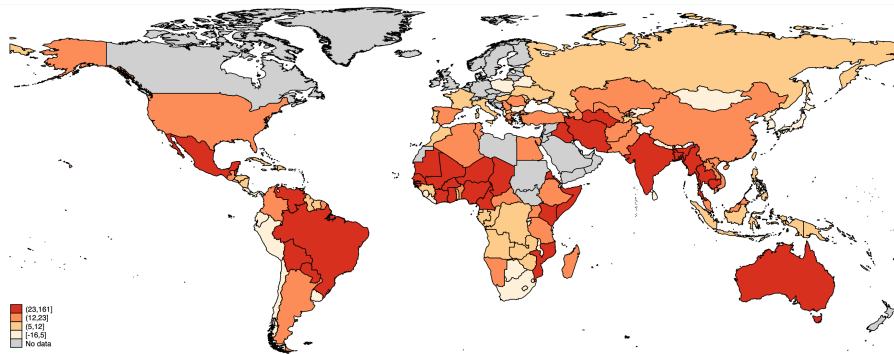 (23,161]
(12,23]
(5,12]
[-16,5]
No data